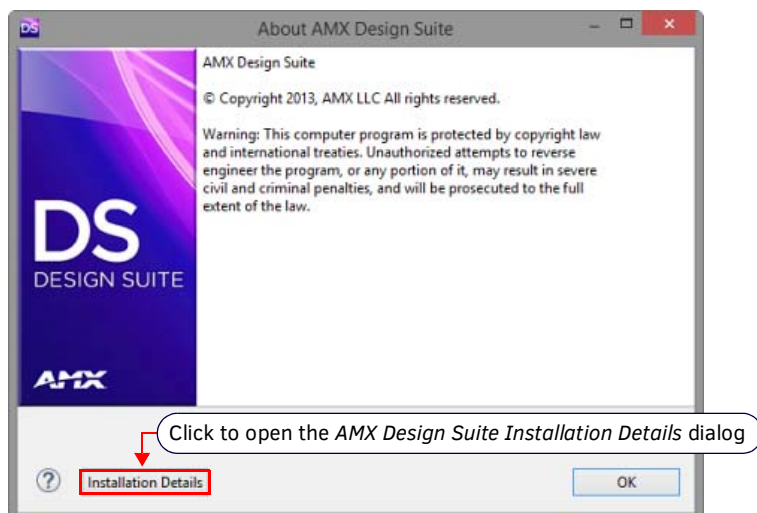 DS
About AMX Design Suite
AMX Design Suite
© Copyright 2013, AMX LLC All rights reserved.
Warning: This computer program is protected by copyright law
and international treaties. Unauthorized attempts to reverse
engineer the program, or any portion of it, may result in severe
civil and criminal penalties, and will be prosecuted to the full
extent of the law.
DS
DESIGN SUITE
AMX
Click to open the AMX Design Suite Installation Details dialog
?
Installation Details
OK